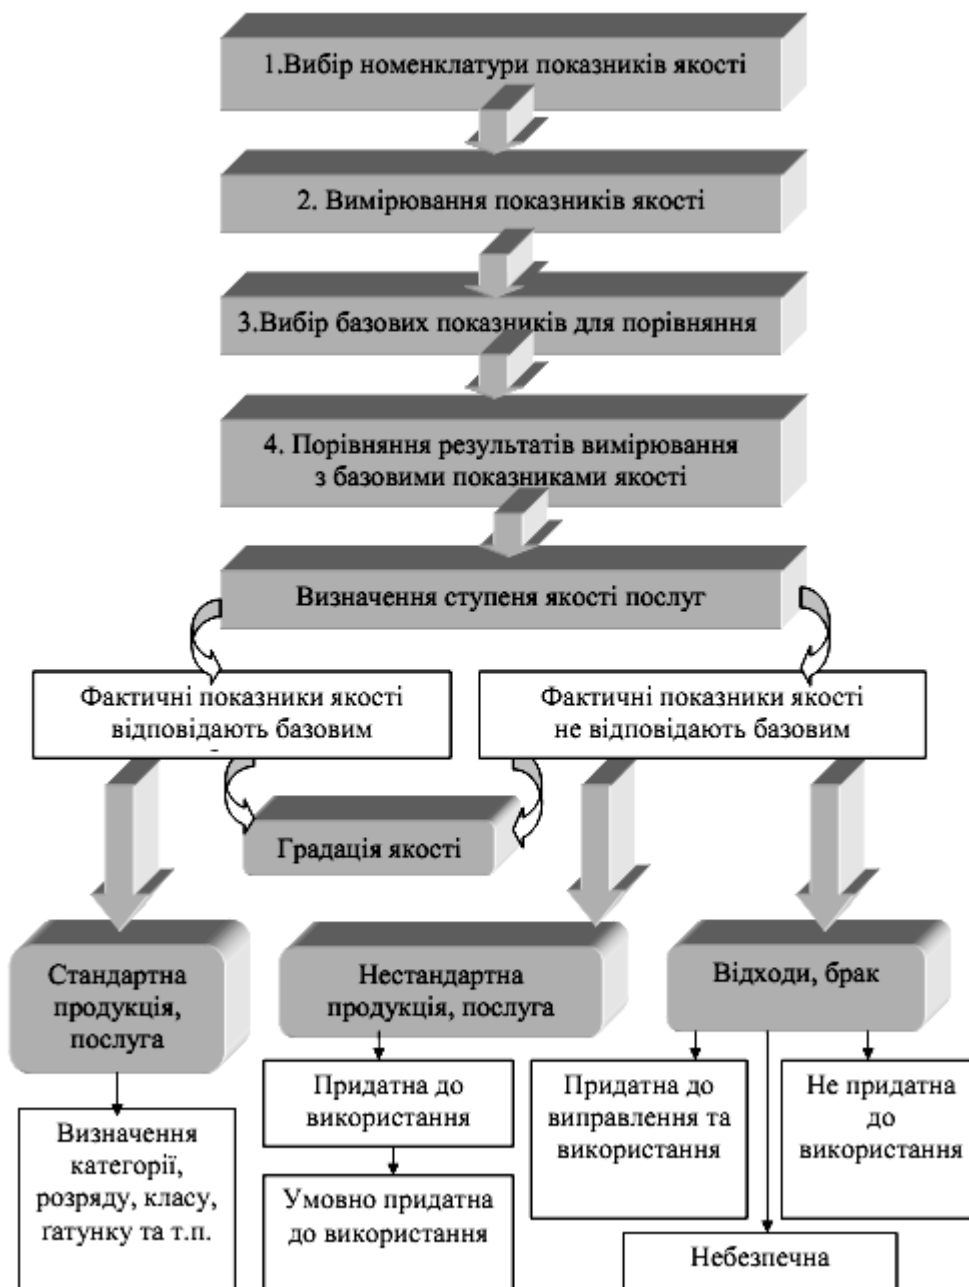 1.Вибір номенклатури показників якості
2. Вимірювання показників якості
3.Вибір базових показників для порівняння
4. Порівняння результатів вимірювання
з базовими показниками якості
Визначення ступеня якості послуг
Фактичні показники якості
відповідають базовим
Фактичні показники якості
не відповідають базовим
Градація якості
Стандартна
продукція,
послуга
Нестандартна
продукція, послуга
Відходи, брак
Визначення
категорії,
розряду, класу,
ґатунку та т.п.
Придатна до
використання
Умовно придатна
до використання
Придатна до
виправлення та
використання
Не придатна
до
використання
Небезпечна